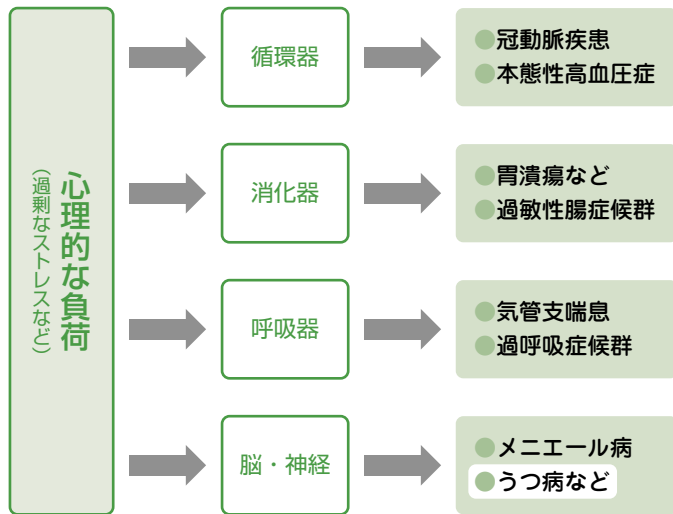 心理的な負荷
(過剰なストレスなど)
循環器
●冠動脈疾患
●本態性高血圧症
消化器
●胃潰瘍など
●過敏性腸症候群
呼吸器
●気管支喘息
●過呼吸症候群
脳・神経
●メニエール病
●うつ病など